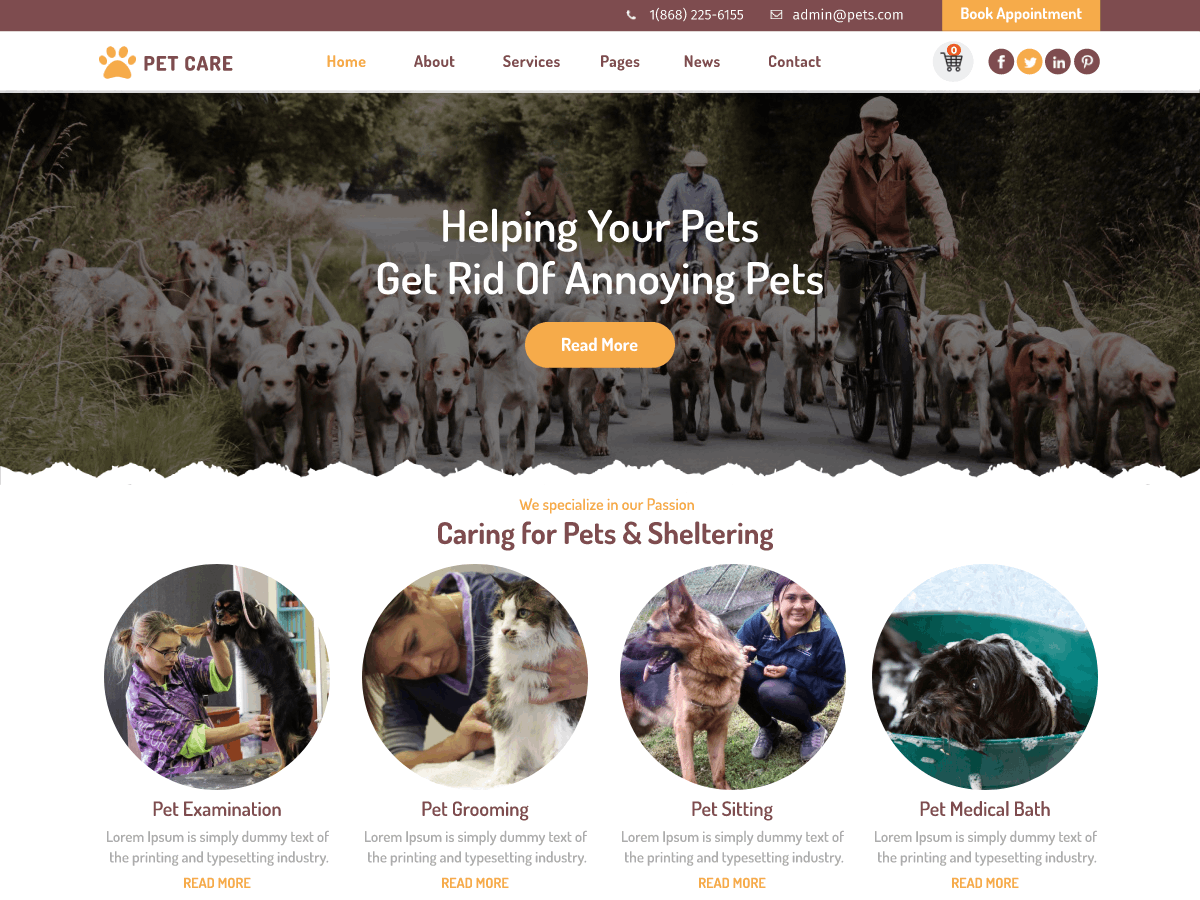 1(868) 225-6155 admin@pets.com Book Appointment
PET CARE Home About Services Pages News Contact 0
Helping Your Pets
Get Rid Of Annoying Pets
Read More
We specialize in our Passion
Caring for Pets & Sheltering
Pet Examination
Lorem Ipsum is simply dummy text of
the printing and typesetting industry.
READ MORE
Pet Grooming
Lorem Ipsum is simply dummy text of
the printing and typesetting industry.
READ MORE
Pet Sitting
Lorem Ipsum is simply dummy text of
the printing and typesetting industry.
READ MORE
Pet Medical Bath
Lorem Ipsum is simply dummy text of
the printing and typesetting industry.
READ MORE